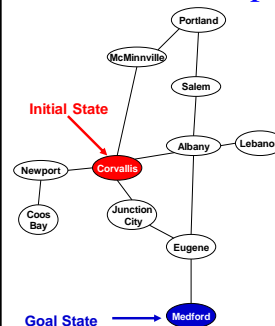 Portland
McMinnville
Salem
Initial State
Albany
Corvallis
Newport
Junction
City
Coos
Bay
Eugene
Medford
Goal State